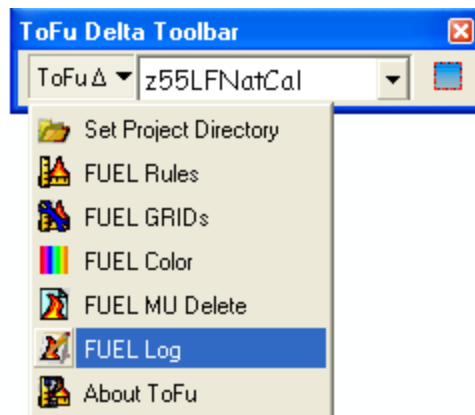 ToFu Delta Toolbar
ToFu Δ z55LFNatCal
Set Project Directory
FUEL Rules
FUEL GRIDs
FUEL Color
FUEL MU Delete
FUEL Log
About ToFu